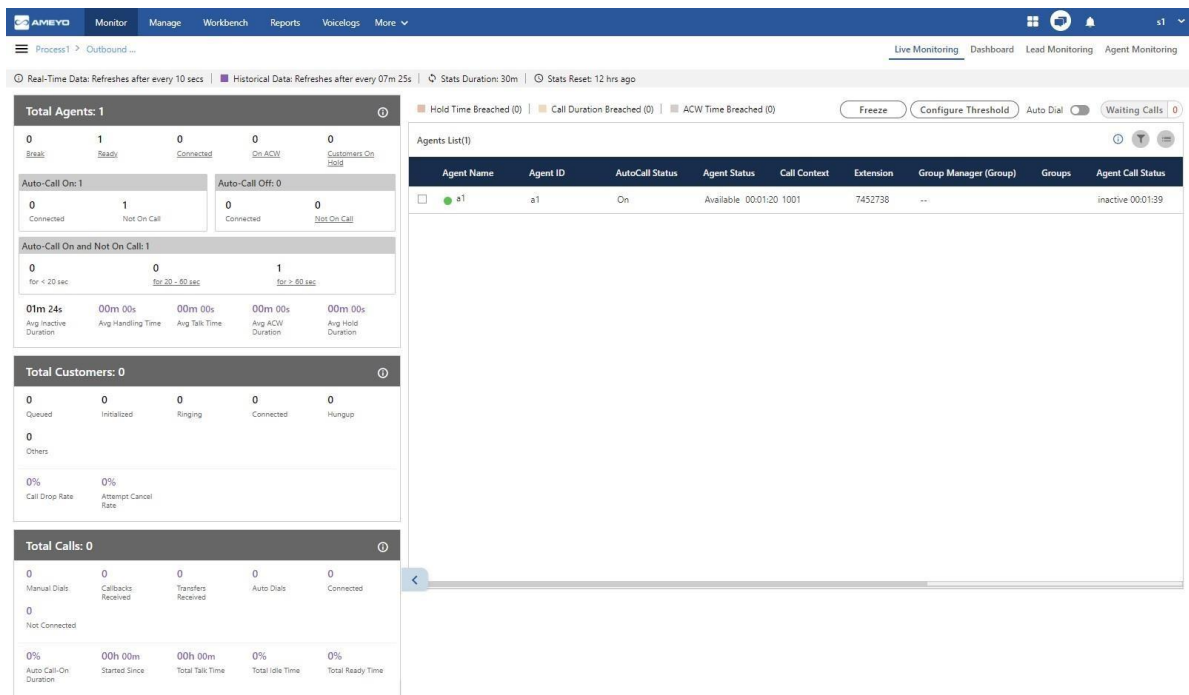 AMEYO Monitor Manage Workbench Reports Voicelogs More s1
Process1 > Outbound ... Live Monitoring Dashboard Lead Monitoring Agent Monitoring
Real-Time Data: Refreshes after every 10 secs | Historical Data: Refreshes after every 07m 25s | Stats Duration: 30m | Stats Reset: 12 hrs ago
Total Agents: 1
0 1 0 0 0
Break Ready Connected On ACW Customers On
Hold
Auto-Call On: 1 Auto-Call Off: 0
0 1 0 0
Connected Not On Call Connected Not On Call
Auto-Call On and Not On Call: 1
0 0 1
for < 20 sec for 20 - 60 sec for > 60 sec
01m 24s 00m 00s 00m 00s 00m 00s 00m 00s
Avg Inactive Avg Handling Time Avg Talk Time Avg ACW Avg Hold
Duration Duration Duration
Total Customers: 0
0 0 0 0 0
Queued Initialized Ringing Connected Hungup
0
Others
0% 0%
Call Drop Rate Attempt Cancel
Rate
Total Calls: 0
0 0 0 0 0
Manual Dials Callbacks Transfers Auto Dials Connected
Received Received
0
Not Connected
0% 00h 00m 00h 00m 0% 0%
Auto Call-On Started Since Total Talk Time Total Idle Time Total Ready Time
Duration
Hold Time Breached (0) | Call Duration Breached (0) | ACW Time Breached (0) Freeze Configure Threshold Auto Dial Waiting Calls 0
Agents List(1)
Agent Name Agent ID AutoCall Status Agent Status Call Context Extension Group Manager (Group) Groups Agent Call Status
a1 a1 On Available 00:01:20 1001 7452738 -- inactive 00:01:39